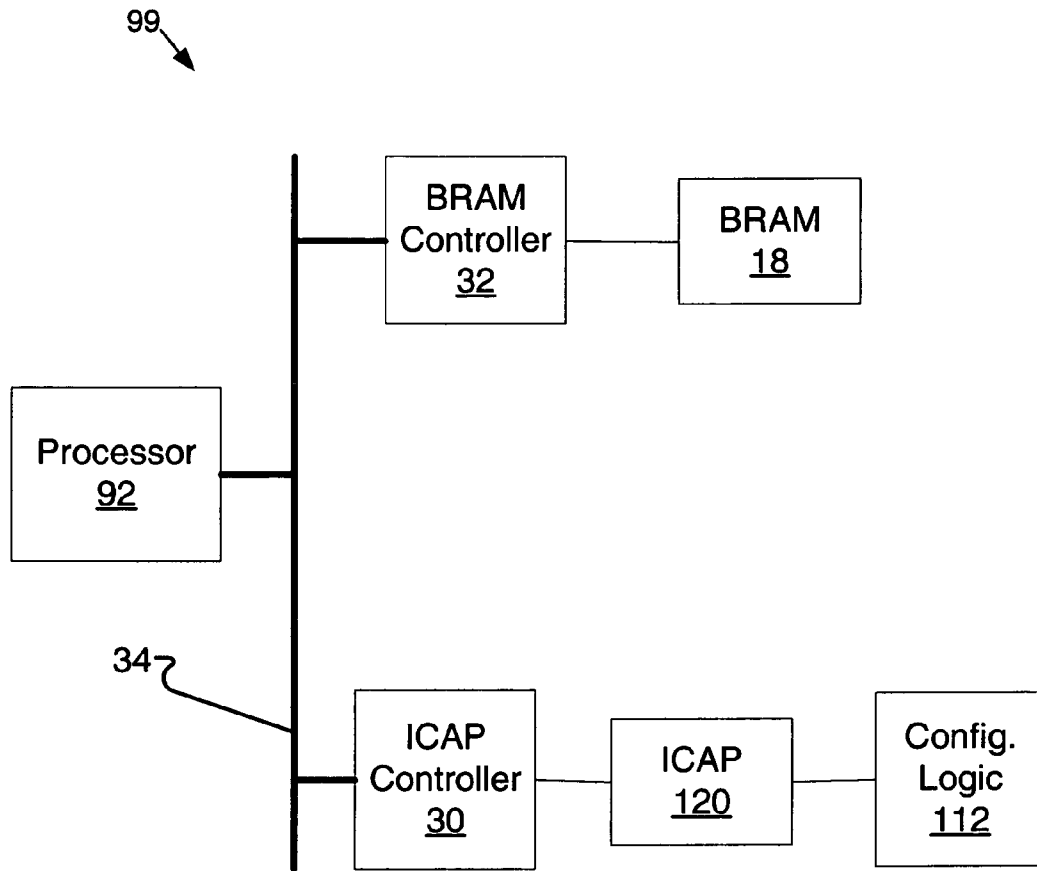 99
BRAM
Controller
32
BRAM
18
Processor
92
34
ICAP
Controller
30
ICAP
120
Config.
Logic
112